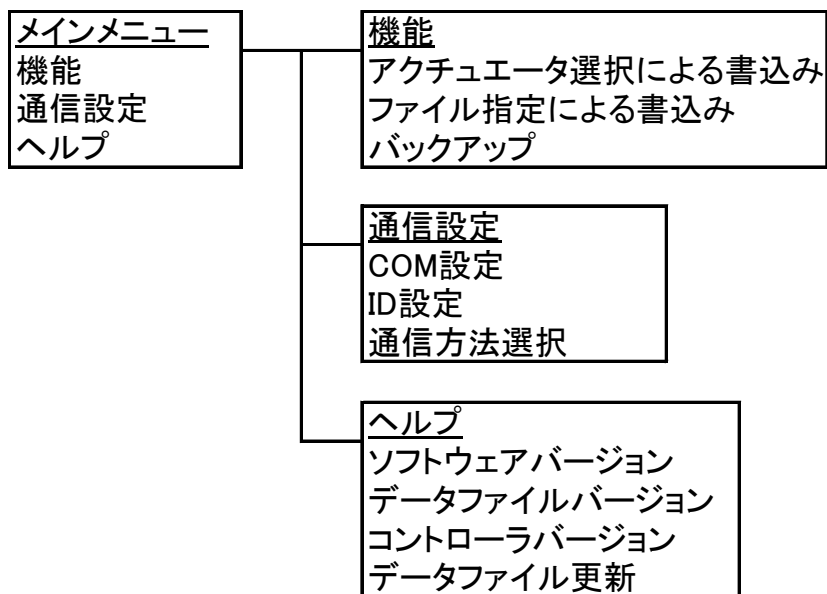 メインメニュー
機能
通信設定
ヘルプ
機能
アクチュエータ選択による書込み
ファイル指定による書込み
バックアップ
通信設定
COM設定
ID設定
通信方法選択
ヘルプ
ソフトウェアバージョン
データファイルバージョン
コントローラバージョン
データファイル更新